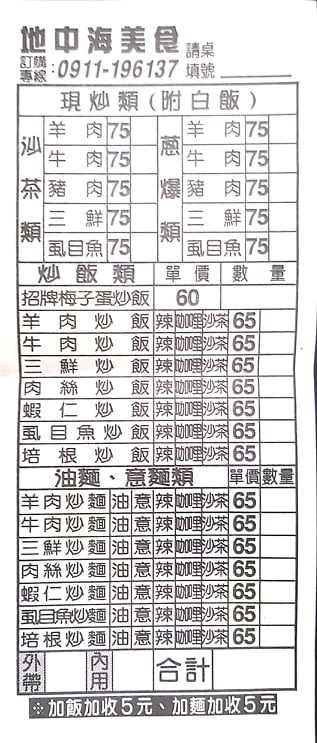 地中海美食 請桌
訂購專線:0911-196137 填號
現炒類(附白飯)
沙茶類 羊肉 75 蔥爆類 羊肉 75
牛肉 75 牛肉 75
豬肉 75 豬肉 75
三鮮 75 三鮮 75
虱目魚 75 虱目魚 75
炒飯類 單價 數量
招牌梅子蛋炒飯 60
羊肉炒飯 辣 咖哩 沙茶 65
牛肉炒飯 辣 咖哩 沙茶 65
三鮮炒飯 辣 咖哩 沙茶 65
肉絲炒飯 辣 咖哩 沙茶 65
蝦仁炒飯 辣 咖哩 沙茶 65
虱目魚炒飯 辣 咖哩 沙茶 65
培根炒飯 辣 咖哩 沙茶 65
油麵、意麵類 單價 數量
羊肉炒麵 油 意 辣 咖哩 沙茶 65
牛肉炒麵 油 意 辣 咖哩 沙茶 65
三鮮炒麵 油 意 辣 咖哩 沙茶 65
肉絲炒麵 油 意 辣 咖哩 沙茶 65
蝦仁炒麵 油 意 辣 咖哩 沙茶 65
虱目魚炒麵 油 意 辣 咖哩 沙茶 65
培根炒麵 油 意 辣 咖哩 沙茶 65
外帶 內用 合計
※加飯加收5元、加麵加收5元